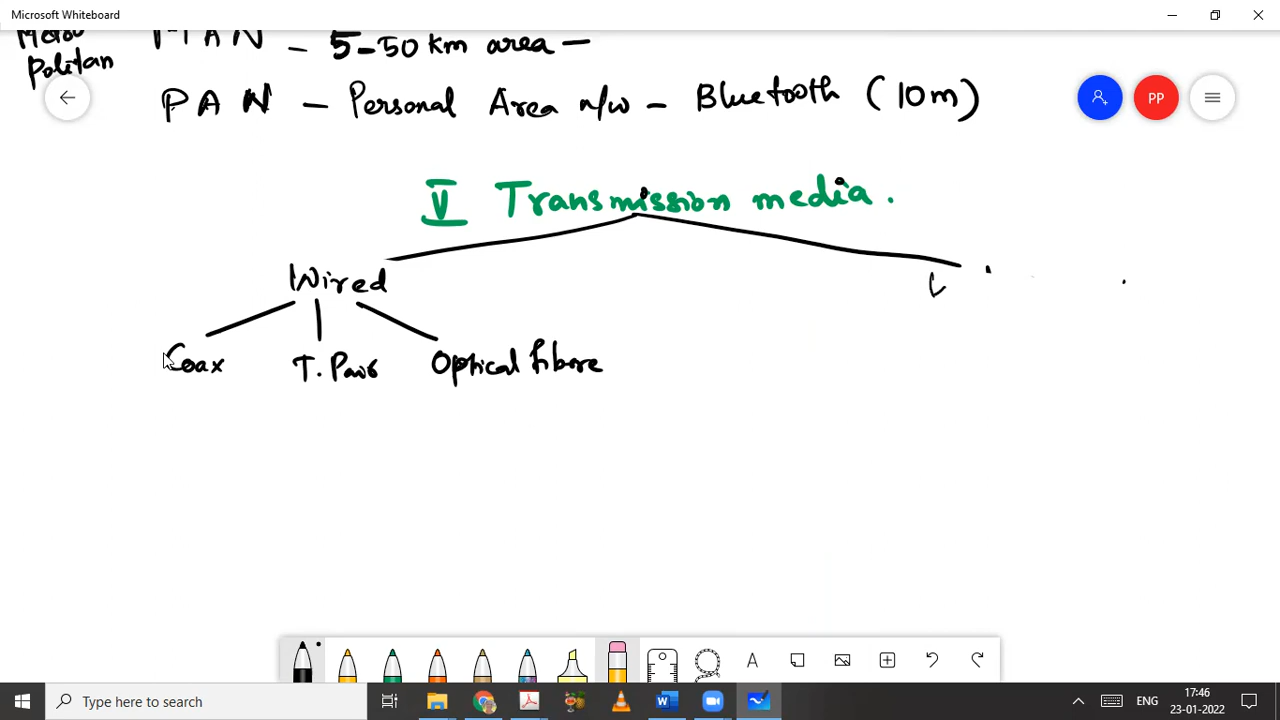 Microsoft Whiteboard
Metro
Politan
MAN - 5-50 km area -
PAN - Personal Area n/w - Bluetooth (10m)
PP
V Transmission media.
Wired
Coax T. Pair Optical fibore
A
Type here to search
ENG
17:46
23-01-2022